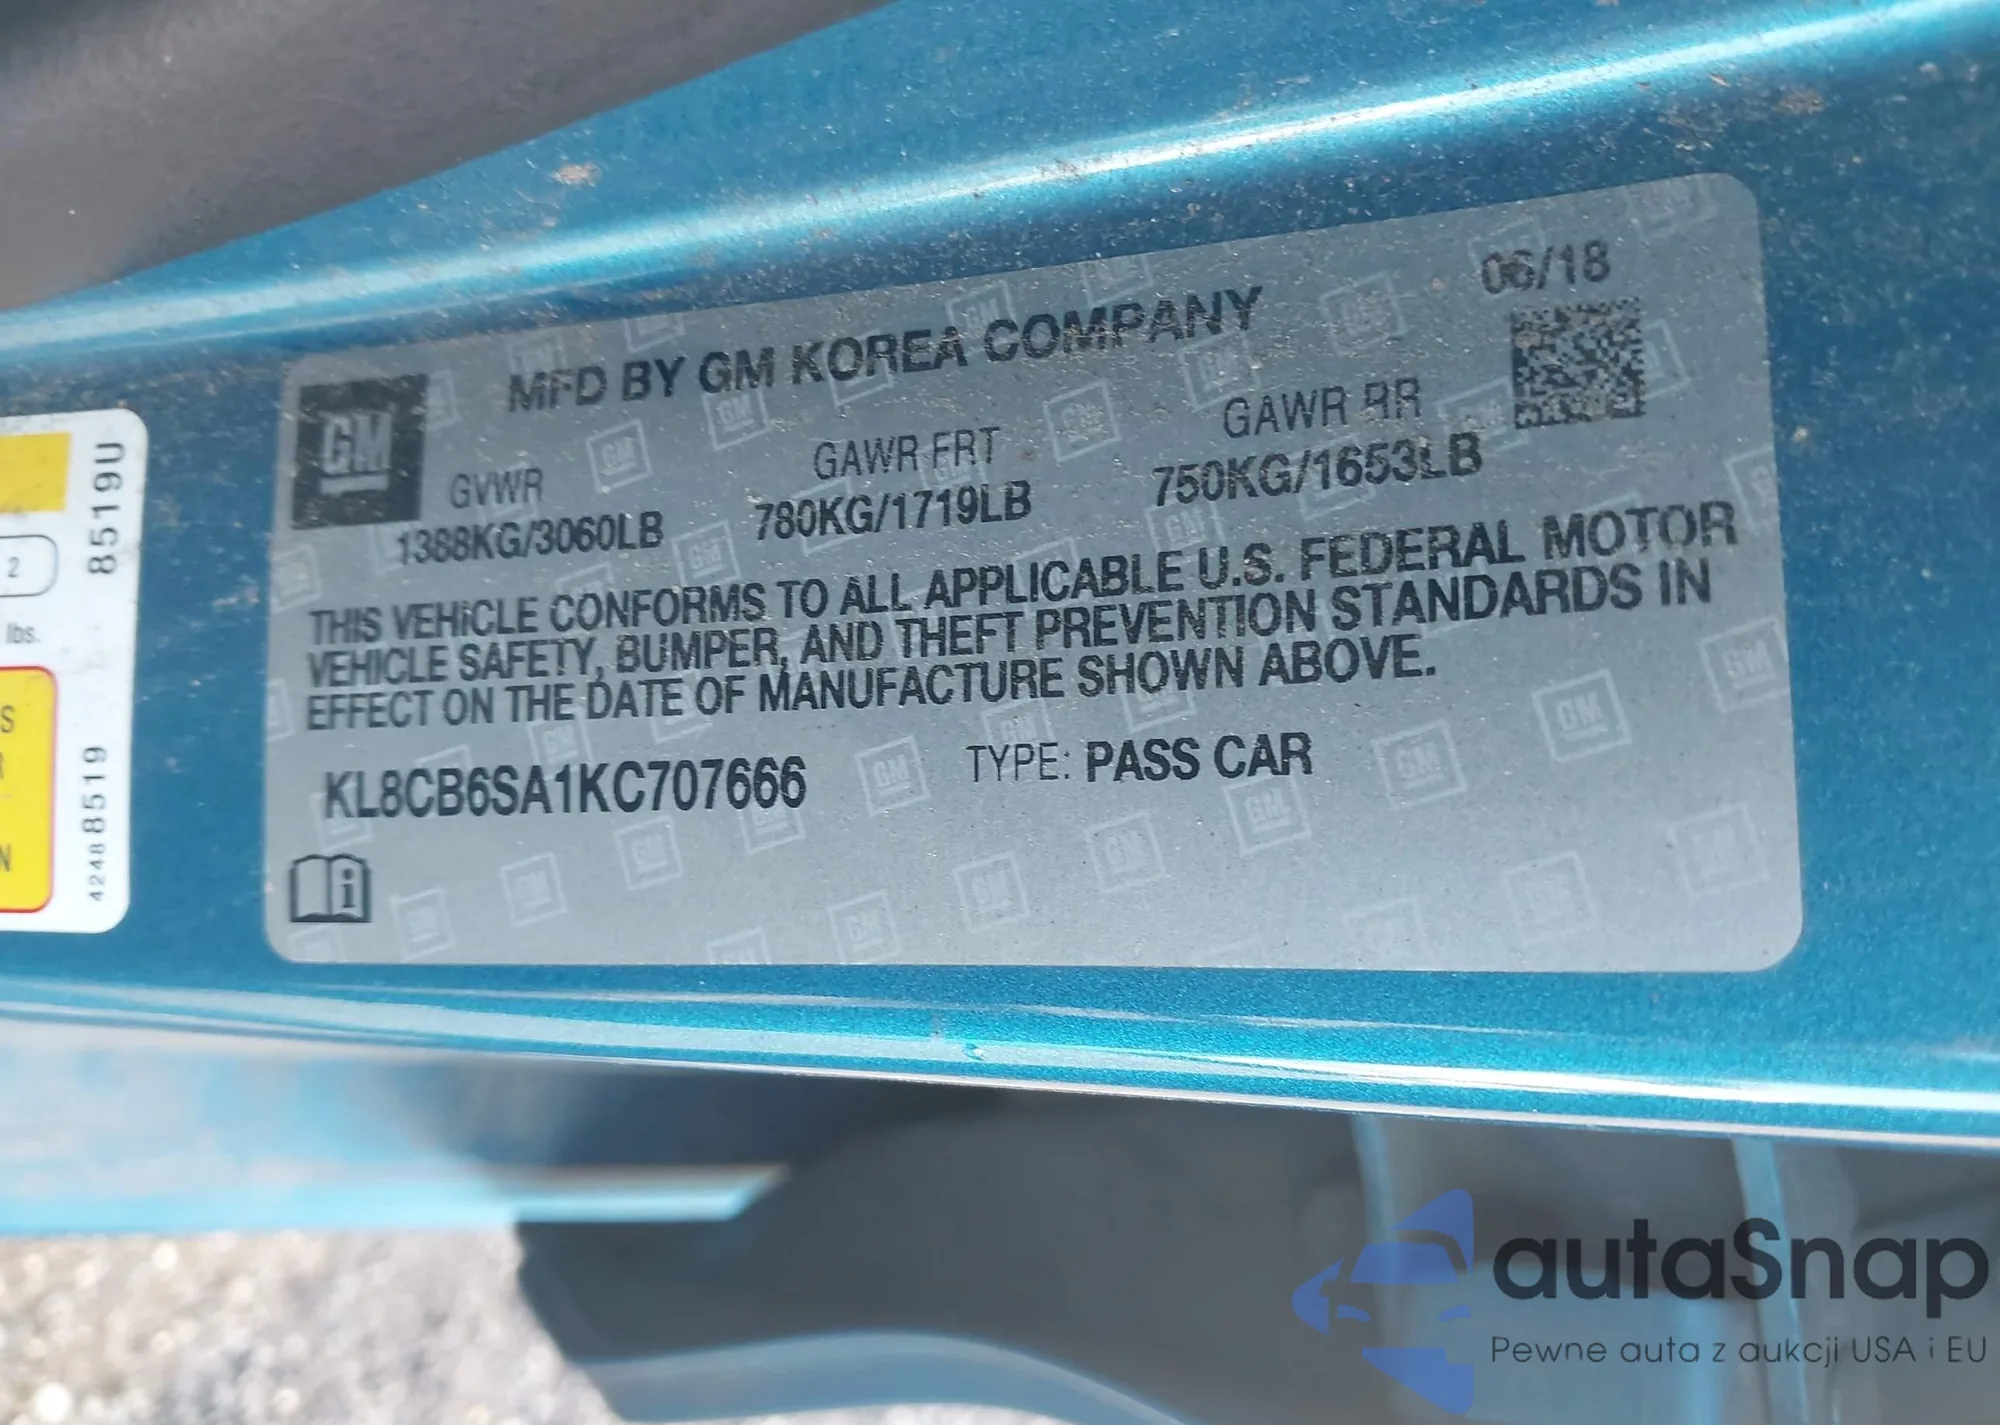 06/18
MFD BY GM KOREA COMPANY
GM
GVWR GAWR FRT GAWR RR
1388KG/3060LB 780KG/1719LB 750KG/1653LB
THIS VEHICLE CONFORMS TO ALL APPLICABLE U.S. FEDERAL MOTOR
VEHICLE SAFETY, BUMPER, AND THEFT PREVENTION STANDARDS IN
EFFECT ON THE DATE OF MANUFACTURE SHOWN ABOVE.
KL8CB6SA1KC707666 TYPE: PASS CAR
i
8519U
2
lbs.
S
R
N
42488519
autaSnap
Pewne auta z aukcji USA i EU